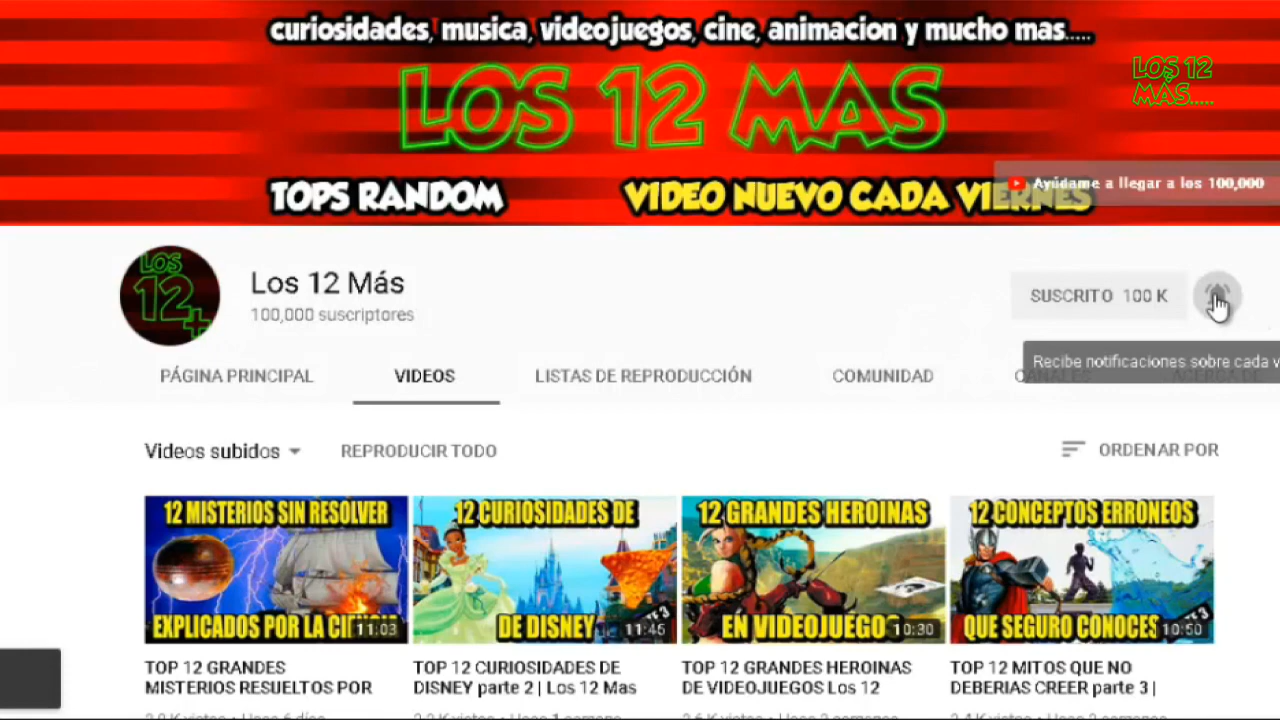 curiosidades, musica, videojuegos, cine, animacion y mucho mas.....
LOS 12 MAS
LOS 12
MAS.....
TOPS RANDOM
VIDEO NUEVO CADA VIERNES
Ayúdame a llegar a los 100,000
LOS
12+
Los 12 Más
100,000 suscriptores
SUSCRITO 100 K
Recibe notificaciones sobre cada v
PÁGINA PRINCIPAL
VIDEOS
LISTAS DE REPRODUCCIÓN
COMUNIDAD
CANALES
ACERCA DE
Videos subidos
REPRODUCIR TODO
ORDENAR POR
12 MISTERIOS SIN RESOLVER
EXPLICADOS POR LA CIENCIA
11:03
12 CURIOSIDADES DE
DE DISNEY
11:45
12 GRANDES HEROINAS
EN VIDEOJUEGO
10:30
12 CONCEPTOS ERRONEOS
QUE SEGURO CONOCES
10:50
TOP 12 GRANDES
MISTERIOS RESUELTOS POR
TOP 12 CURIOSIDADES DE
DISNEY parte 2 | Los 12 Mas
TOP 12 GRANDES HEROINAS
DE VIDEOJUEGOS Los 12
TOP 12 MITOS QUE NO
DEBERIAS CREER parte 3 |